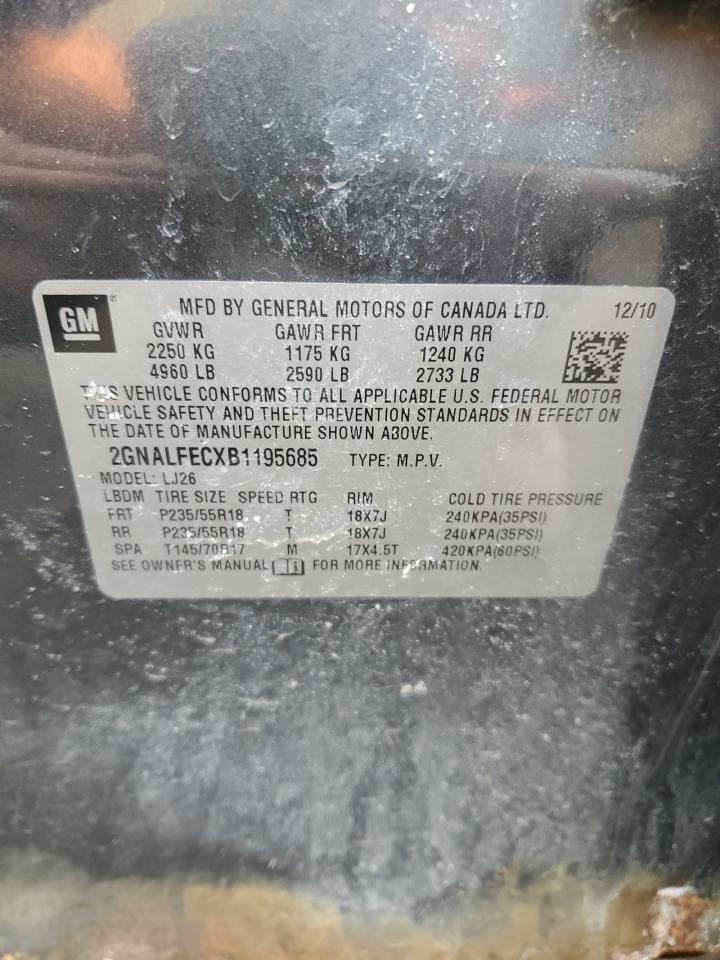 GM ® MFD BY GENERAL MOTORS OF CANADA LTD. 12/10
GVWR GAWR FRT GAWR RR
2250 KG 1175 KG 1240 KG
4960 LB 2590 LB 2733 LB
THIS VEHICLE CONFORMS TO ALL APPLICABLE U.S. FEDERAL MOTOR
VEHICLE SAFETY AND THEFT PREVENTION STANDARDS IN EFFECT ON
THE DATE OF MANUFACTURE SHOWN ABOVE.
2GNALFECXB1195685 TYPE: M.P.V.
MODEL: LJ26
LBDM TIRE SIZE SPEED RTG RIM COLD TIRE PRESSURE
FRT P235/55R18 T 18X7J 240KPA(35PSI)
RR P235/55R18 T 18X7J 240KPA(35PSI)
SPA T145/70R17 M 17X4.5T 420KPA(60PSI)
SEE OWNER'S MANUAL i FOR MORE INFORMATION.